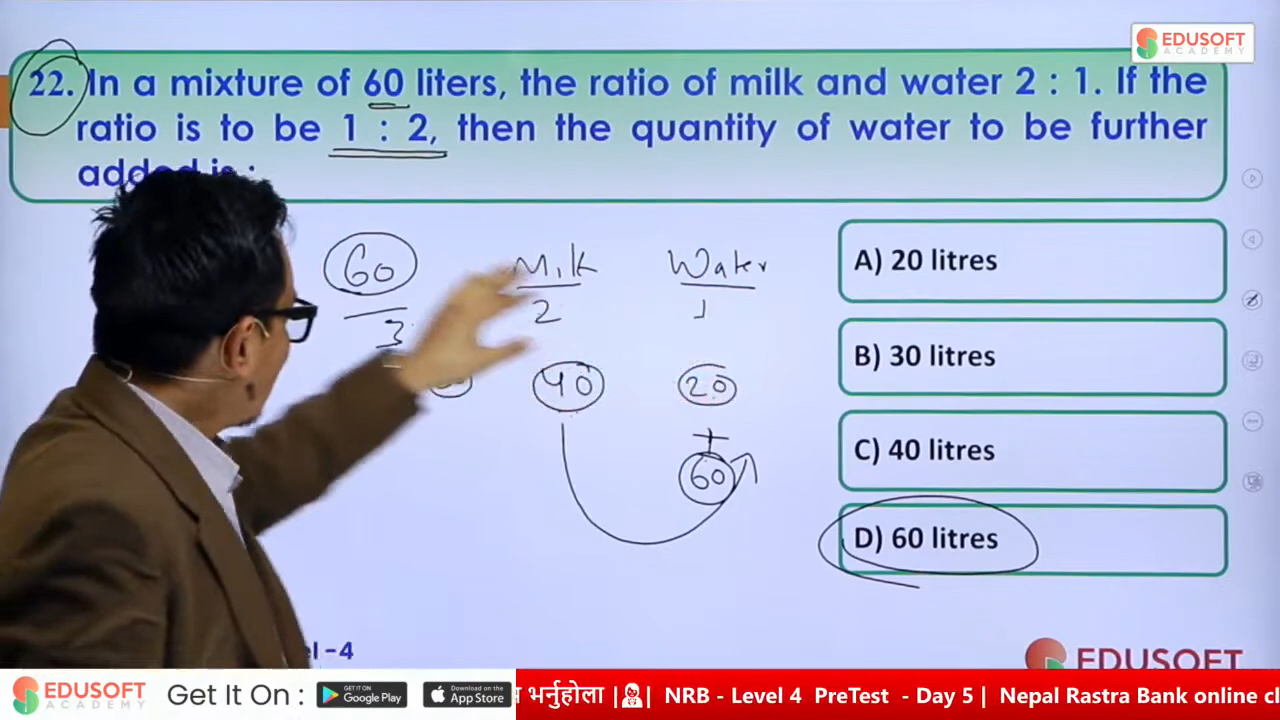 EDUSOFT
ACADEMY
22. In a mixture of 60 liters, the ratio of milk and water 2 : 1. If the
ratio is to be 1 : 2, then the quantity of water to be further
added is :
60
3
Milk
2
Water
1
40
20
+
60
A) 20 litres
B) 30 litres
C) 40 litres
D) 60 litres
-4
EDUSOFT
EDUSOFT
ACADEMY
Get It On :
GET IT ON
Google Play
Download on the
App Store
भर्नुहोला | | NRB - Level 4 PreTest - Day 5 | Nepal Rastra Bank online